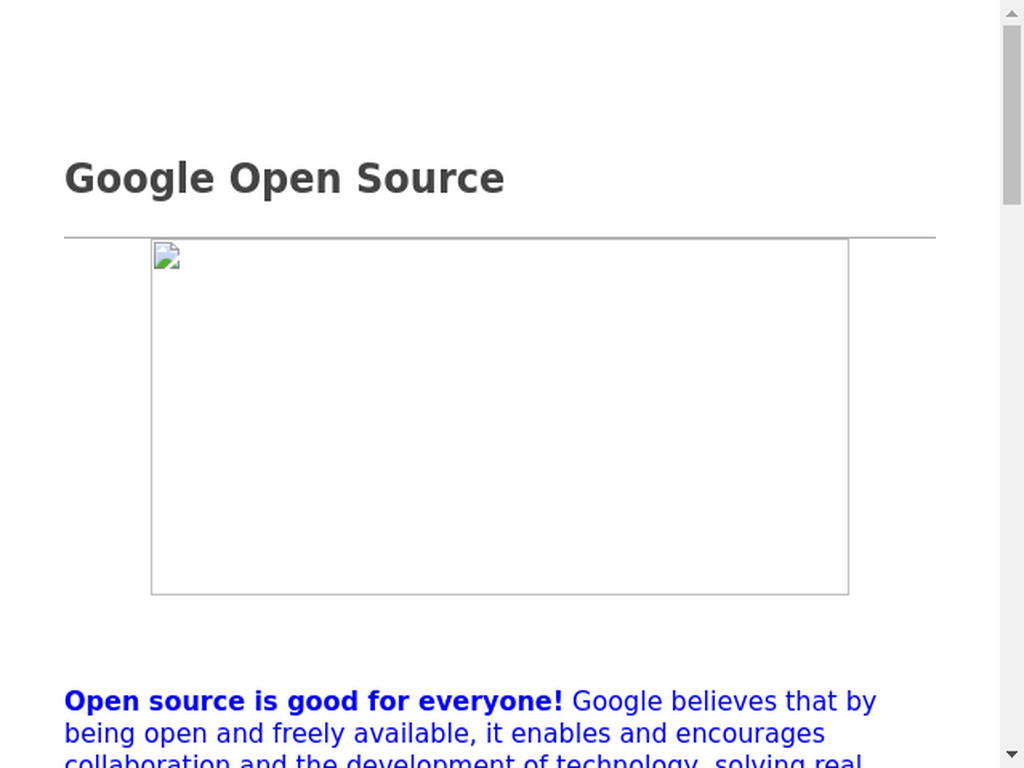 Google Open Source
Open source is good for everyone! Google believes that by
being open and freely available, it enables and encourages
collaboration and the development of technology, solving real